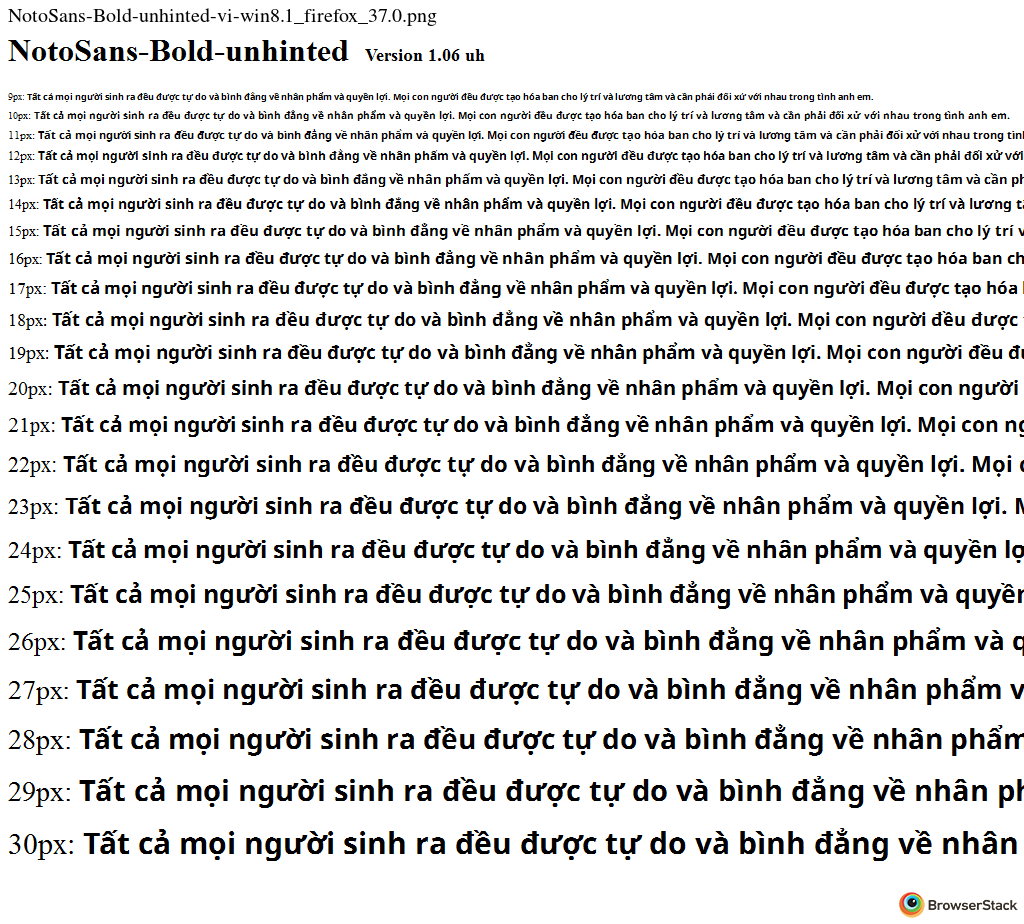 NotoSans-Bold-unhinted-vi-win8.1_firefox_37.0.png
NotoSans-Bold-unhinted Version 1.06 uh
9px: Tất cả mọi người sinh ra đều được tự do và bình đẳng về nhân phẩm và quyền lợi. Mọi con người đều được tạo hóa ban cho lý trí và lương tâm và cần phải đối xử với nhau trong tình anh em.
10px: Tất cả mọi người sinh ra đều được tự do và bình đẳng về nhân phẩm và quyền lợi. Mọi con người đều được tạo hóa ban cho lý trí và lương tâm và cần phải đối xử với nhau trong tình anh em.
11px: Tất cả mọi người sinh ra đều được tự do và bình đẳng về nhân phẩm và quyền lợi. Mọi con người đều được tạo hóa ban cho lý trí và lương tâm và cần phải đối xử với nhau trong tìn
12px: Tất cả mọi người sinh ra đều được tự do và bình đẳng về nhân phẩm và quyền lợi. Mọi con người đều được tạo hóa ban cho lý trí và lương tâm và cần phải đối xử với
13px: Tất cả mọi người sinh ra đều được tự do và bình đẳng về nhân phẩm và quyền lợi. Mọi con người đều được tạo hóa ban cho lý trí và lương tâm và cần ph
14px: Tất cả mọi người sinh ra đều được tự do và bình đẳng về nhân phẩm và quyền lợi. Mọi con người đều được tạo hóa ban cho lý trí và lương t
15px: Tất cả mọi người sinh ra đều được tự do và bình đẳng về nhân phẩm và quyền lợi. Mọi con người đều được tạo hóa ban cho lý trí v
16px: Tất cả mọi người sinh ra đều được tự do và bình đẳng về nhân phẩm và quyền lợi. Mọi con người đều được tạo hóa ban ch
17px: Tất cả mọi người sinh ra đều được tự do và bình đẳng về nhân phẩm và quyền lợi. Mọi con người đều được tạo hóa
18px: Tất cả mọi người sinh ra đều được tự do và bình đẳng về nhân phẩm và quyền lợi. Mọi con người đều được
19px: Tất cả mọi người sinh ra đều được tự do và bình đẳng về nhân phẩm và quyền lợi. Mọi con người đều đ
20px: Tất cả mọi người sinh ra đều được tự do và bình đẳng về nhân phẩm và quyền lợi. Mọi con người
21px: Tất cả mọi người sinh ra đều được tự do và bình đẳng về nhân phẩm và quyền lợi. Mọi con ng
22px: Tất cả mọi người sinh ra đều được tự do và bình đẳng về nhân phẩm và quyền lợi. Mọi
23px: Tất cả mọi người sinh ra đều được tự do và bình đẳng về nhân phẩm và quyền lợi.
24px: Tất cả mọi người sinh ra đều được tự do và bình đẳng về nhân phẩm và quyền lợ
25px: Tất cả mọi người sinh ra đều được tự do và bình đẳng về nhân phẩm và quyền
26px: Tất cả mọi người sinh ra đều được tự do và bình đẳng về nhân phẩm và q
27px: Tất cả mọi người sinh ra đều được tự do và bình đẳng về nhân phẩm v
28px: Tất cả mọi người sinh ra đều được tự do và bình đẳng về nhân phẩm
29px: Tất cả mọi người sinh ra đều được tự do và bình đẳng về nhân ph
30px: Tất cả mọi người sinh ra đều được tự do và bình đẳng về nhân
BrowserStack